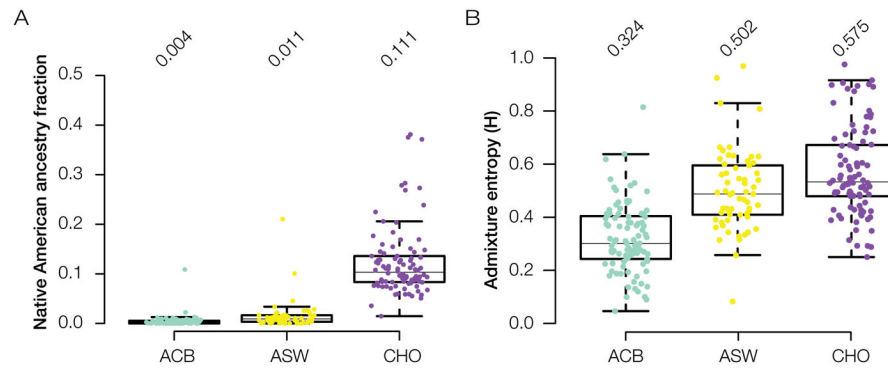 A
0.004
0.011
0.111
Native American ancestry fraction
0.5
0.4
0.3
0.2
0.1
0.0
ACB
ASW
CHO
B
0.324
0.502
0.575
Admixture entropy (H)
1.0
0.8
0.6
0.4
0.2
0.0
ACB
ASW
CHO